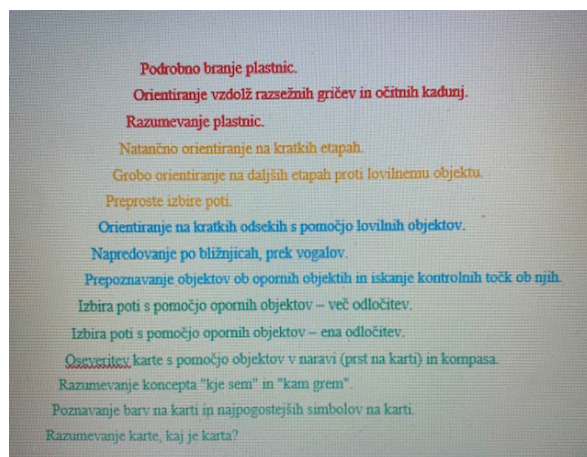 Podrobno branje plastnic.
Orientiranje vzdolž razsežnih gričev in očitnih kadunj.
Razumevanje plastnic.
Natančno orientiranje na kratkih etapah.
Grobo orientiranje na daljših etapah proti lovilnemu objektu.
Preproste izbire poti.
Orientiranje na kratkih odsekih s pomočjo lovilnih objektov.
Napredovanje po bližnjicah, prek vogalov.
Prepoznavanje objektov ob opornih objektih in iskanje kontrolnih točk ob njih.
Izbira poti s pomočjo opornih objektov – več odločitev.
Izbira poti s pomočjo opornih objektov – ena odločitev.
Oseveritev karte s pomočjo objektov v naravi (prst na karti) in kompasa.
Razumevanje koncepta "kje sem" in "kam grem".
Poznavanje barv na karti in najpogostejših simbolov na karti.
Razumevanje karte, kaj je karta?